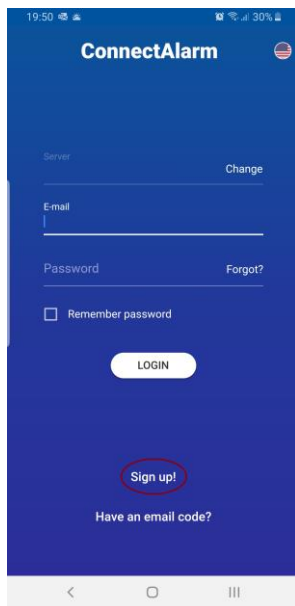 19:50 30%
ConnectAlarm
Server
Change
E-mail
Password
Forgot?
Remember password
LOGIN
Sign up!
Have an email code?